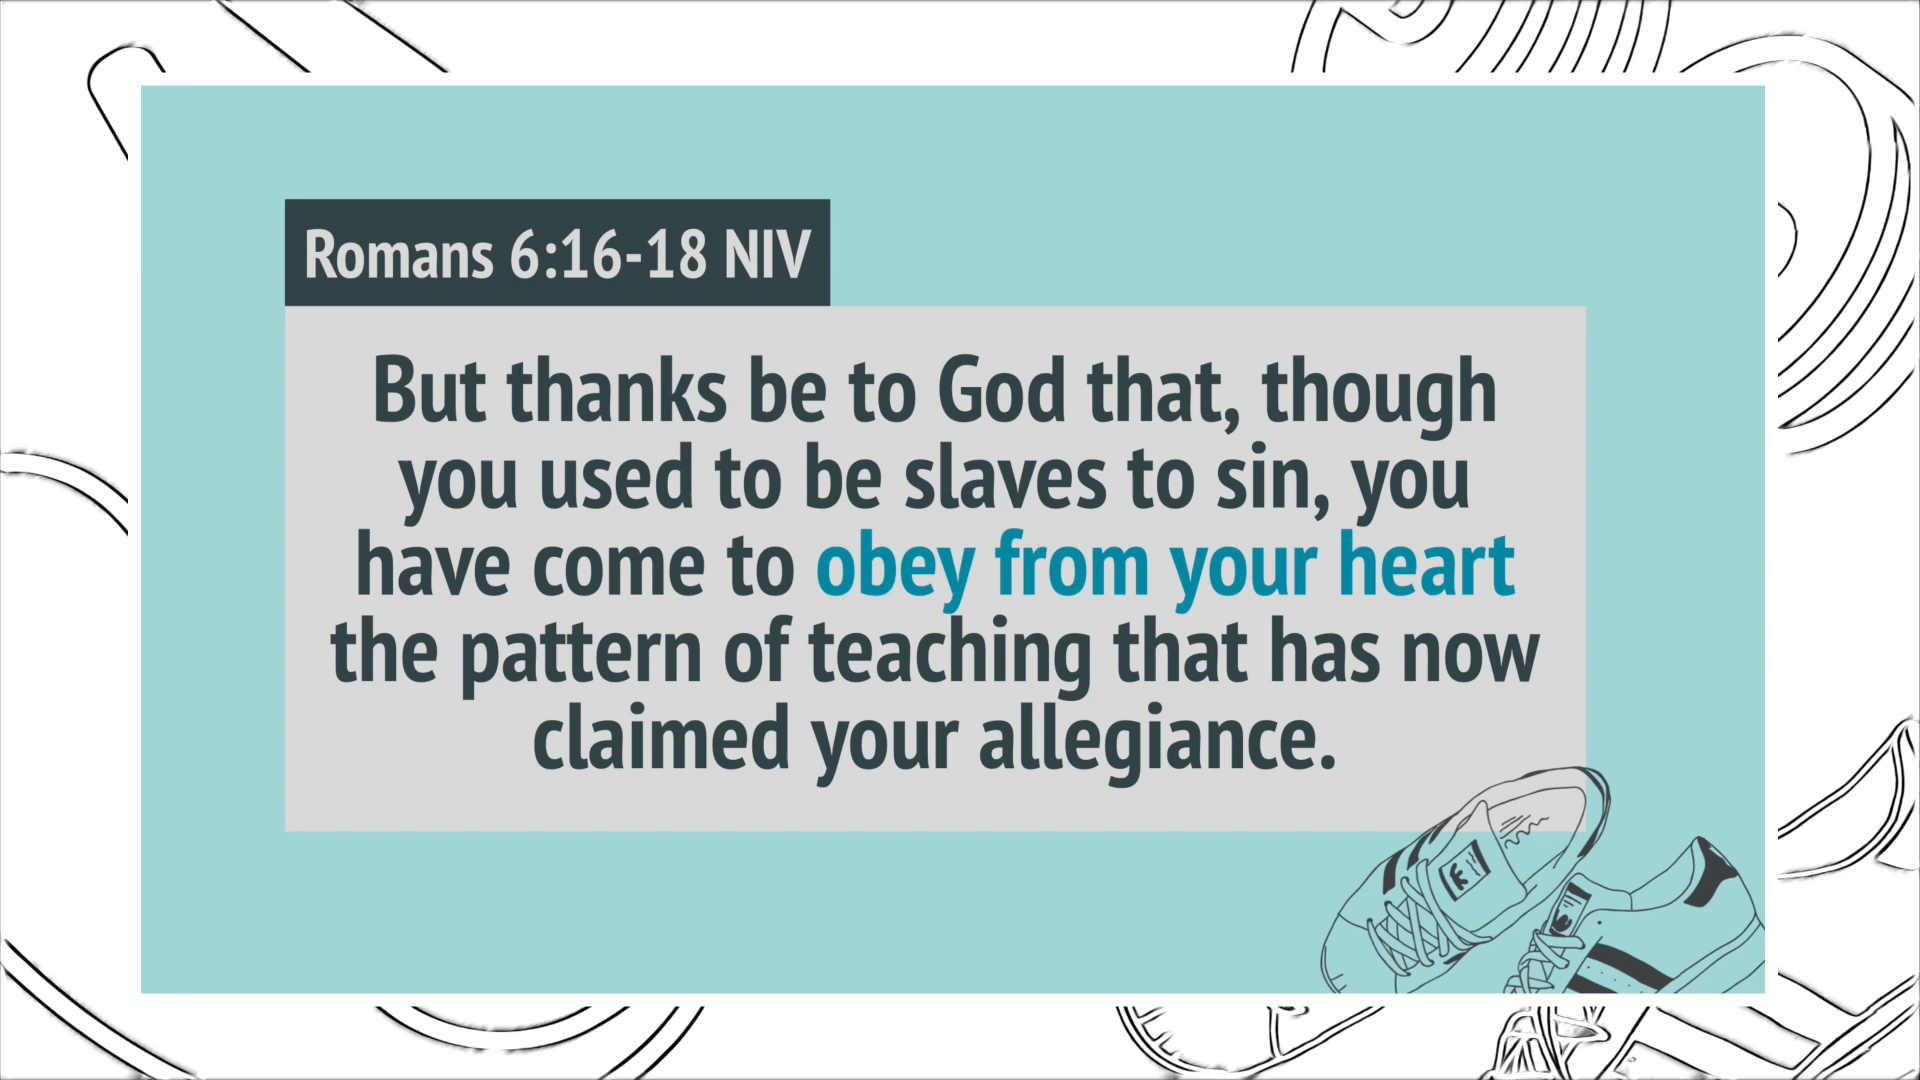 Romans 6:16-18 NIV
But thanks be to God that, though
you used to be slaves to sin, you
have come to obey from your heart
the pattern of teaching that has now
claimed your allegiance.